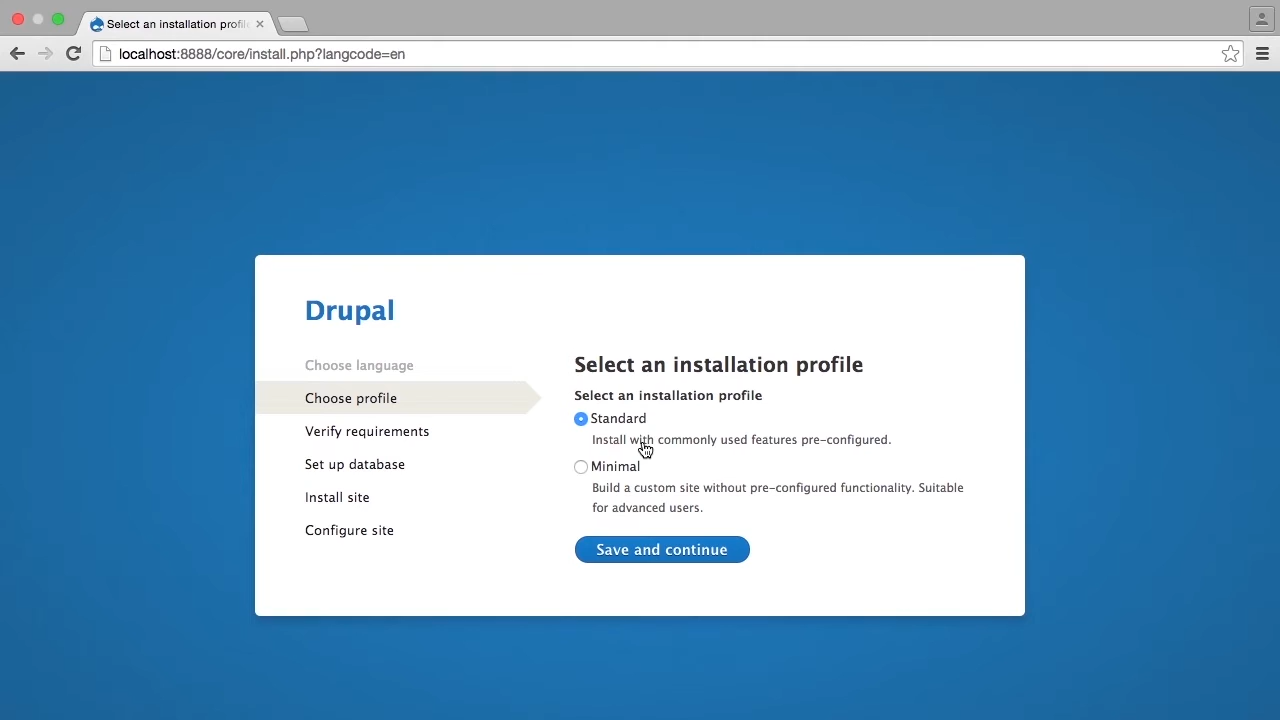 Select an installation profile
localhost:8888/core/install.php?langcode=en
Drupal
Choose language
Choose profile
Verify requirements
Set up database
Install site
Configure site
Select an installation profile
Select an installation profile
Standard
Install with commonly used features pre-configured.
Minimal
Build a custom site without pre-configured functionality. Suitable
for advanced users.
Save and continue